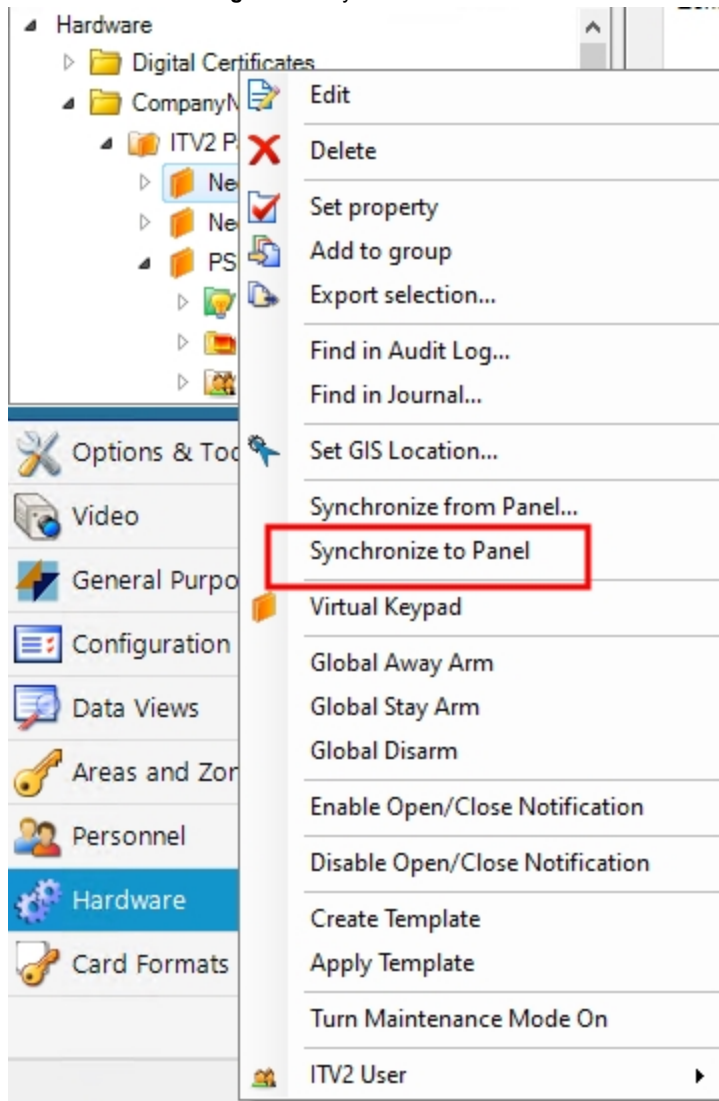 Hardware
Digital Certificates
CompanyN
ITV2 P
Ne
Ne
PS
Edit
Delete
Set property
Add to group
Export selection...
Find in Audit Log...
Find in Journal...
Set GIS Location...
Synchronize from Panel...
Synchronize to Panel
Virtual Keypad
Global Away Arm
Global Stay Arm
Global Disarm
Enable Open/Close Notification
Disable Open/Close Notification
Create Template
Apply Template
Turn Maintenance Mode On
ITV2 User
Options & Too
Video
General Purpo
Configuration
Data Views
Areas and Zon
Personnel
Hardware
Card Formats